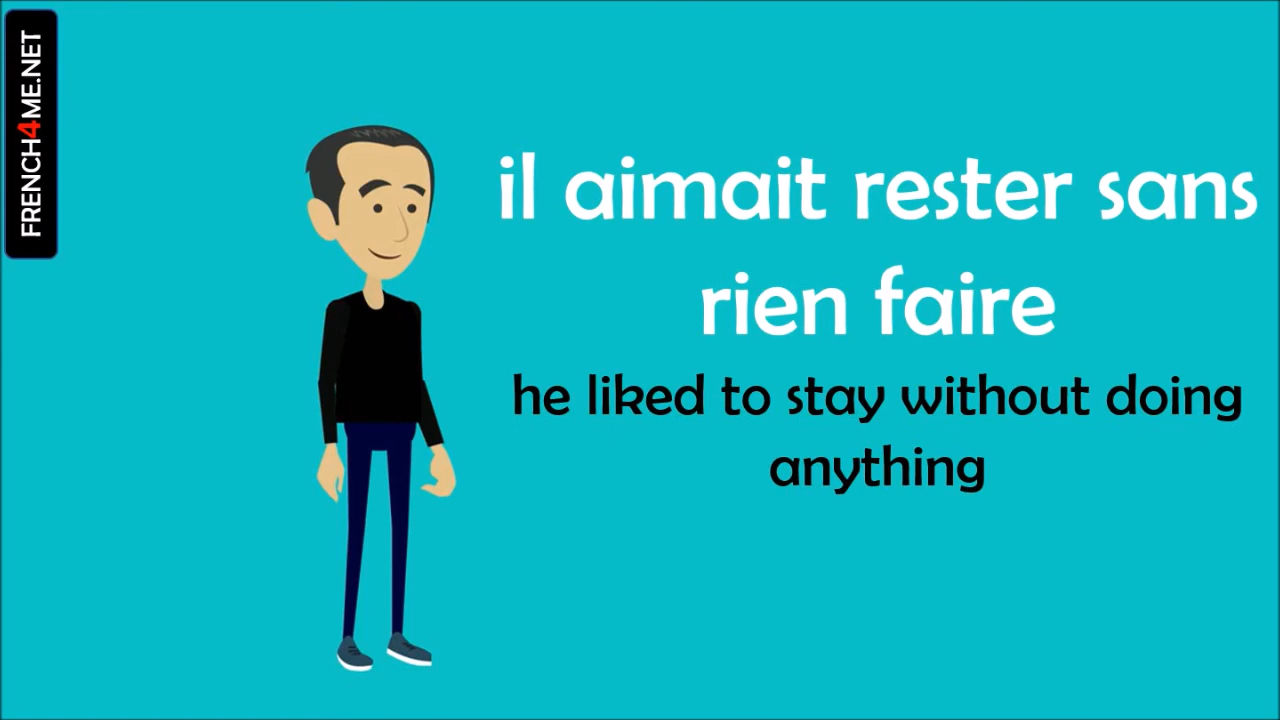 FRENCH4ME.NET
il aimait rester sans
rien faire
he liked to stay without doing
anything